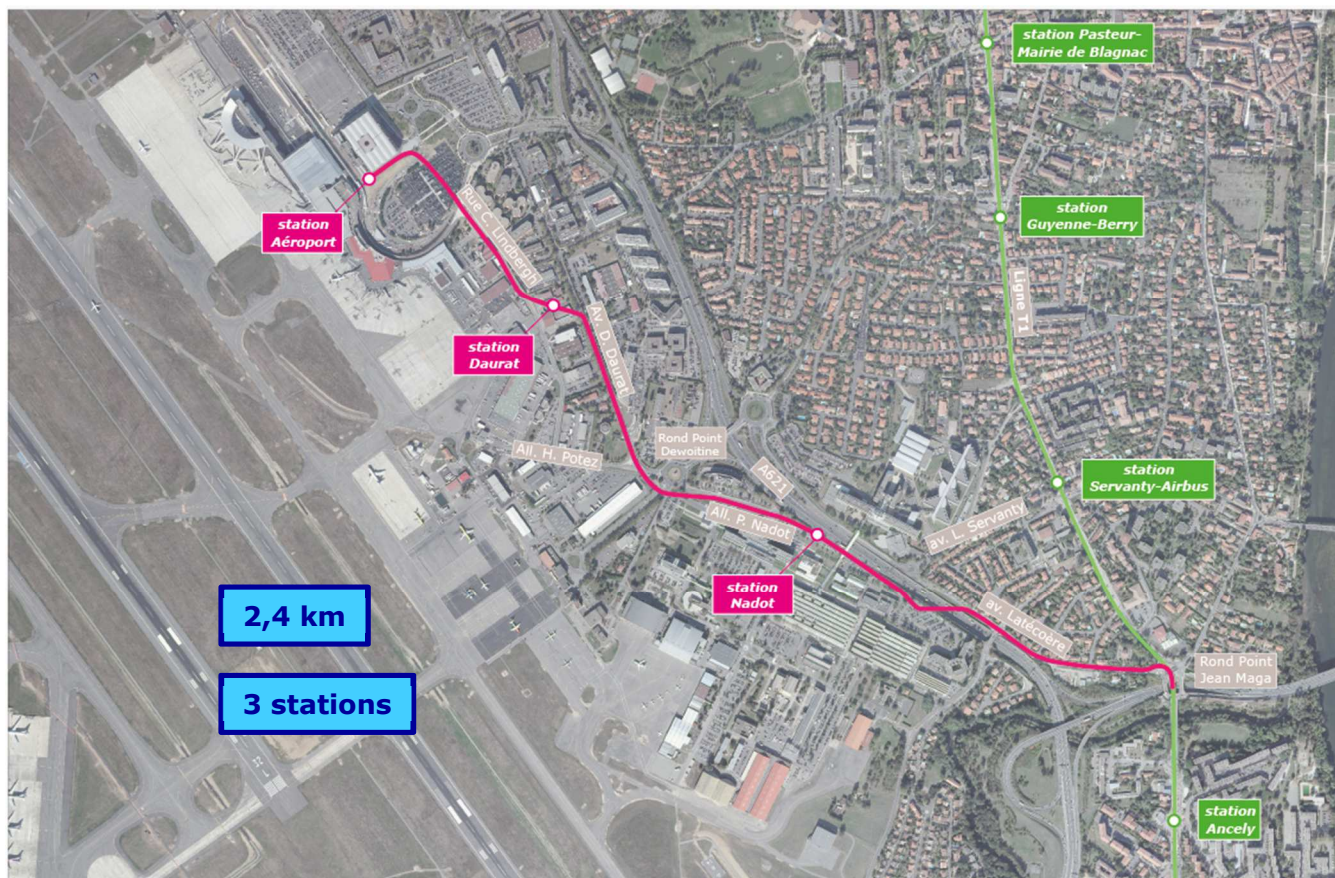 station Pasteur-
Mairie de Blagnac
station
Aéroport
Rue C. Lindbergh
station
Guyenne-Berry
Ligne T1
station
Daurat
Av. D. Daurat
Rond Point
Dewoitine
All. H. Potez
A621
station
Servanty-Airbus
All. P. Nadot
av. L. Servanty
station
Nadot
av. Latécoère
2,4 km
Rond Point
Jean Maga
3 stations
station
Ancely